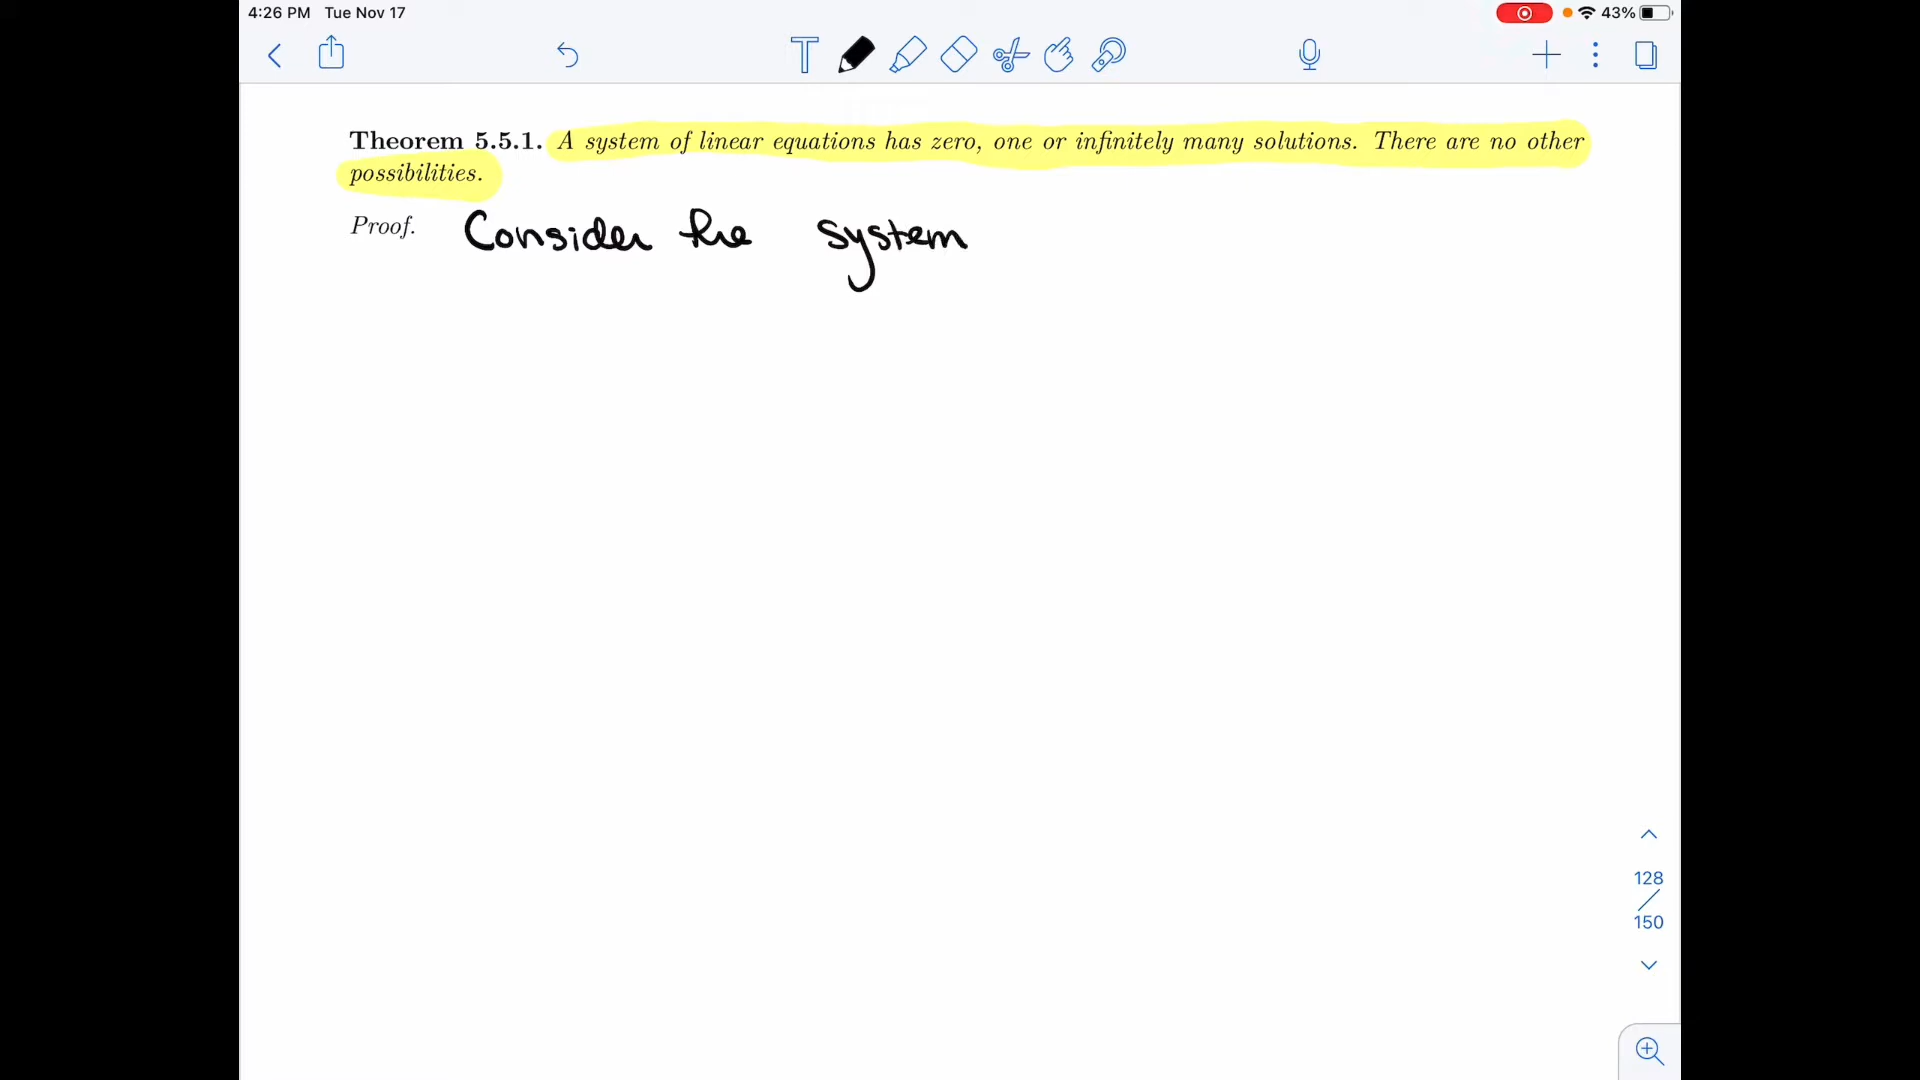 4:26 PM Tue Nov 17
43%
T
Theorem 5.5.1. A system of linear equations has zero, one or infinitely many solutions. There are no other
possibilities.
Proof. Consider the system
128
150